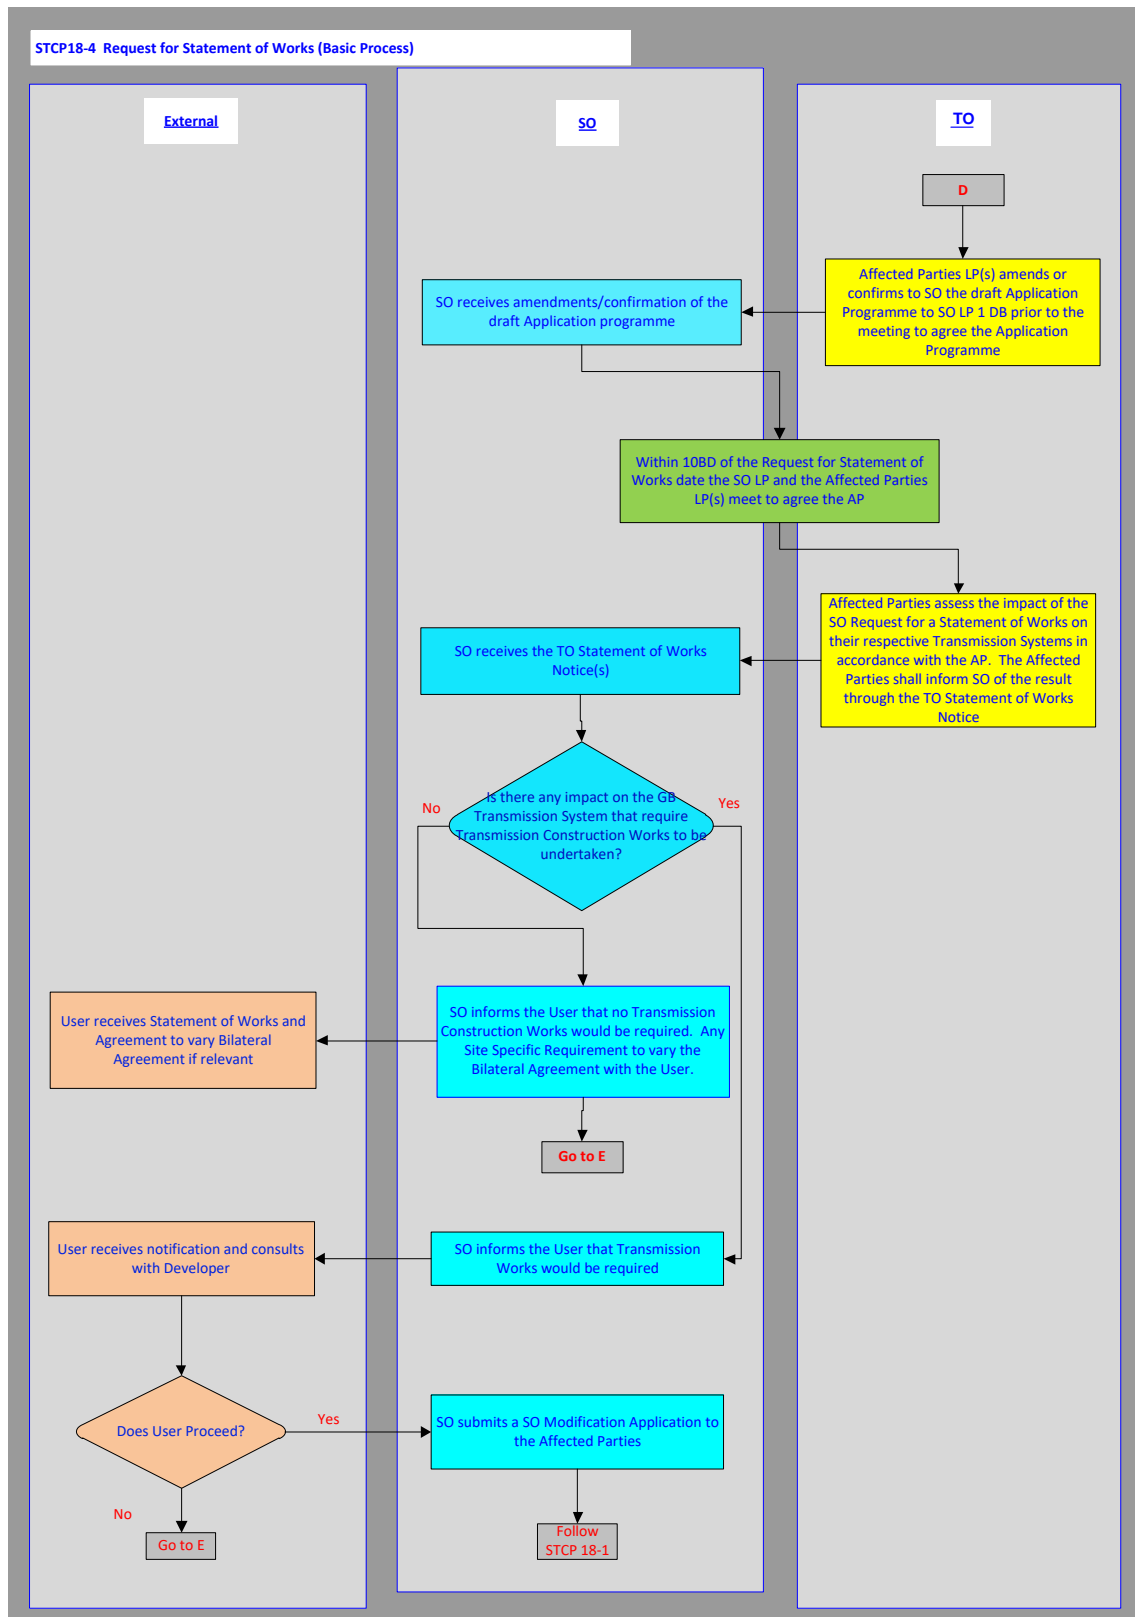 STCP18-4 Request for Statement of Works (Basic Process)
External
SO
TO
D
Affected Parties LP(s) amends or
confirms to SO the draft Application
Programme to SO LP 1 DB prior to the
meeting to agree the Application
Programme
SO receives amendments/confirmation of the
draft Application programme
Within 10BD of the Request for Statement of
Works date the SO LP and the Affected Parties
LP(s) meet to agree the AP
Affected Parties assess the impact of the
SO Request for a Statement of Works on
their respective Transmission Systems in
accordance with the AP. The Affected
Parties shall inform SO of the result
through the TO Statement of Works
Notice
SO receives the TO Statement of Works
Notice(s)
Is there any impact on the GB
Transmission System that require
Transmission Construction Works to be
undertaken?
No
Yes
SO informs the User that no Transmission
Construction Works would be required. Any
Site Specific Requirement to vary the
Bilateral Agreement with the User.
User receives Statement of Works and
Agreement to vary Bilateral
Agreement if relevant
Go to E
SO informs the User that Transmission
Works would be required
User receives notification and consults
with Developer
Does User Proceed?
Yes
SO submits a SO Modification Application to
the Affected Parties
No
Go to E
Follow
STCP 18-1